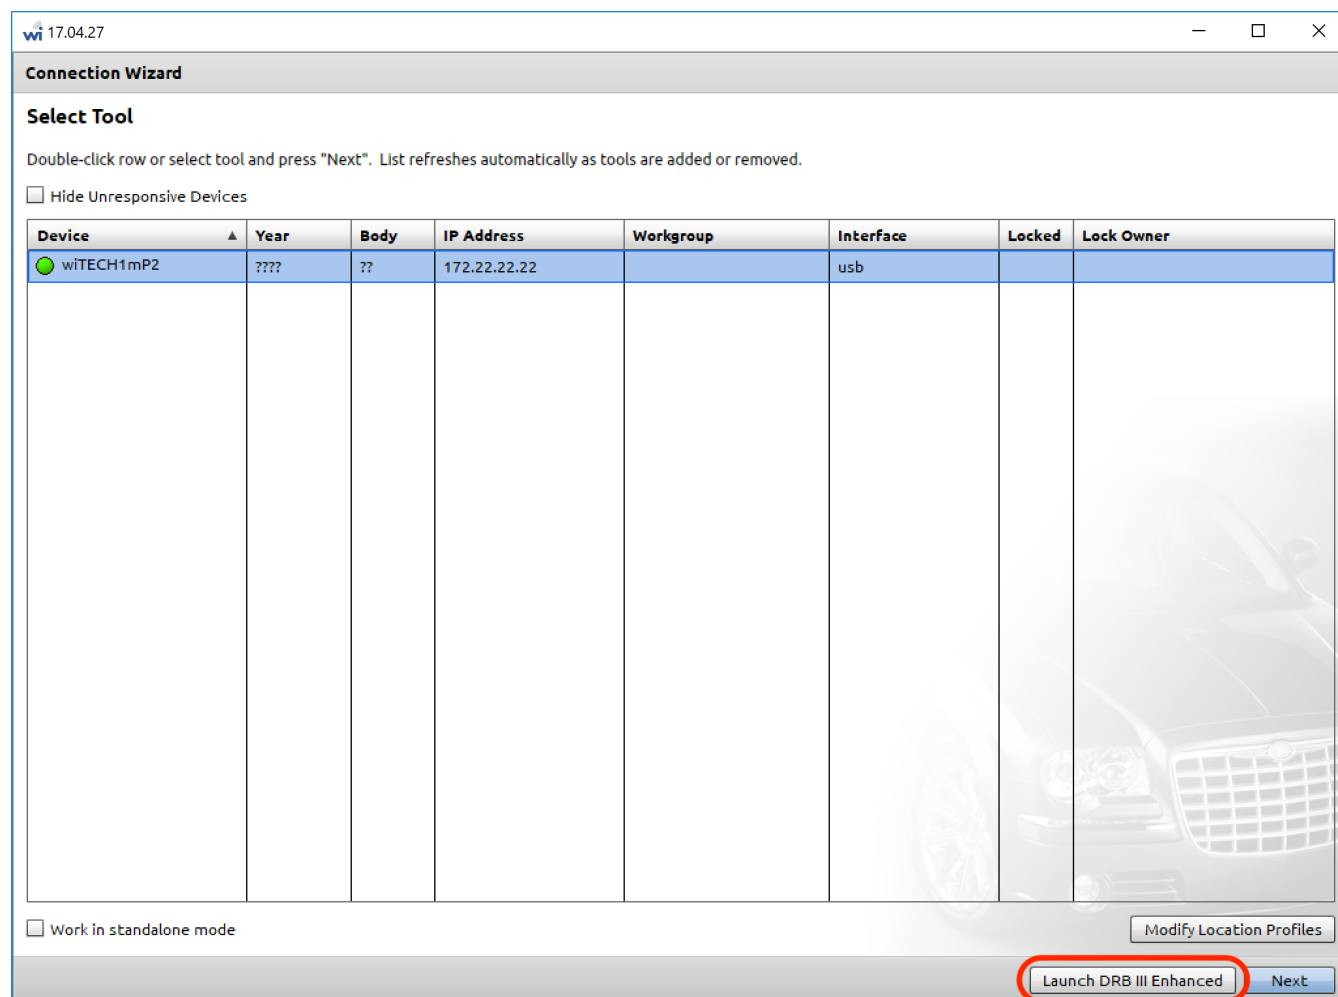 wi 17.04.27
Connection Wizard
Select Tool
Double-click row or select tool and press "Next". List refreshes automatically as tools are added or removed.
Hide Unresponsive Devices
Device Year Body IP Address Workgroup Interface Locked Lock Owner
wiTECH1mP2 ???? ?? 172.22.22.22 usb
Work in standalone mode
Modify Location Profiles
Launch DRB III Enhanced Next